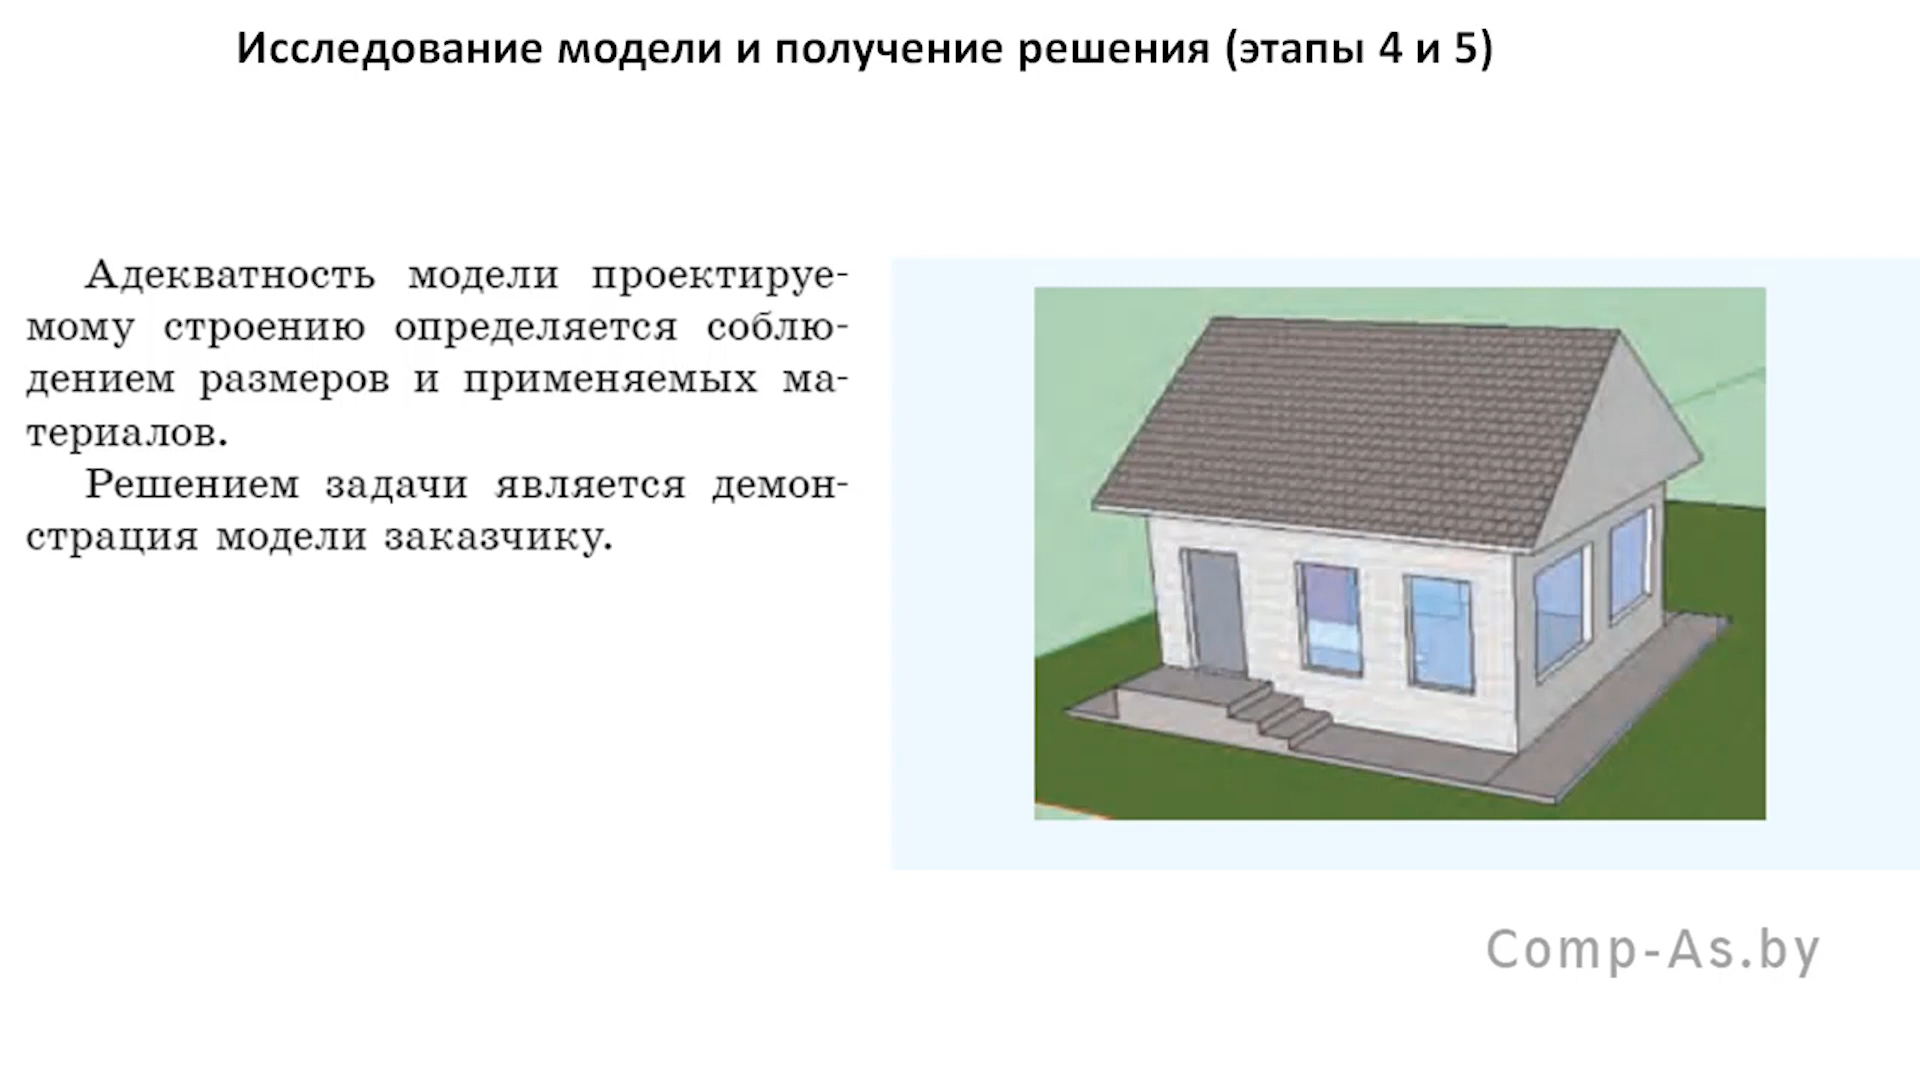 Исследование модели и получение решения (этапы 4 и 5)
Адекватность модели проектируе-
мому строению определяется соблю-
дением размеров и применяемых ма-
териалов.
Решением задачи является демон-
страция модели заказчику.
Comp-As.by